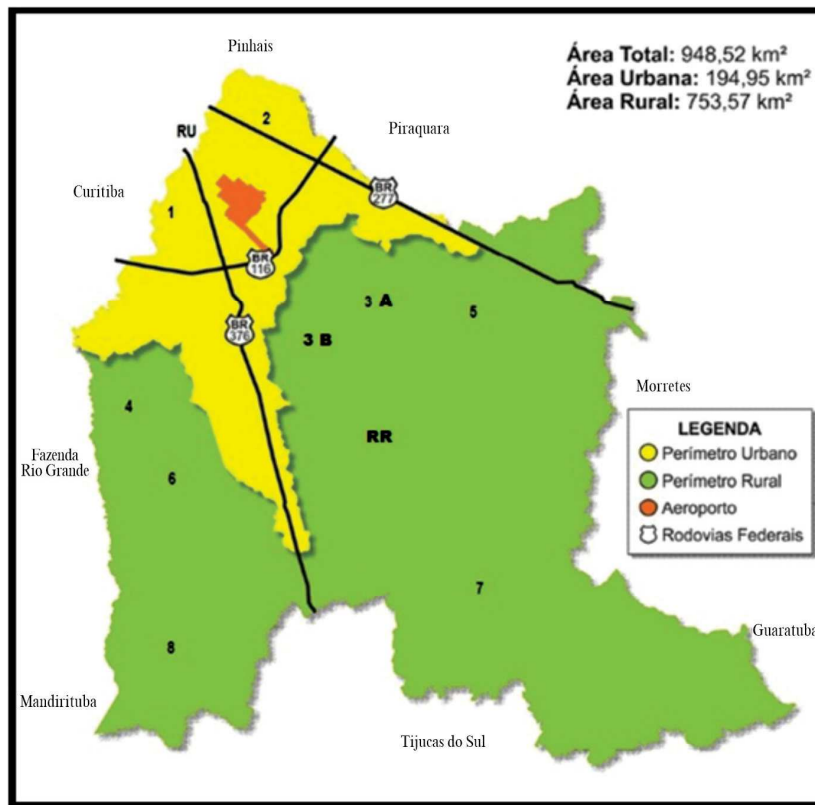 Pinhais
Área Total: 948,52 km²
Área Urbana: 194,95 km²
Área Rural: 753,57 km²
2
RU
Piraquara
Curitiba
BR
277
1
BR
116
3 A
5
BR
376
3 B
Morretes
4
LEGENDA
Perímetro Urbano
Perímetro Rural
Aeroporto
Rodovias Federais
RR
Fazenda
Rio Grande
6
7
Guaratuba
8
Mandirituba
Tijucas do Sul